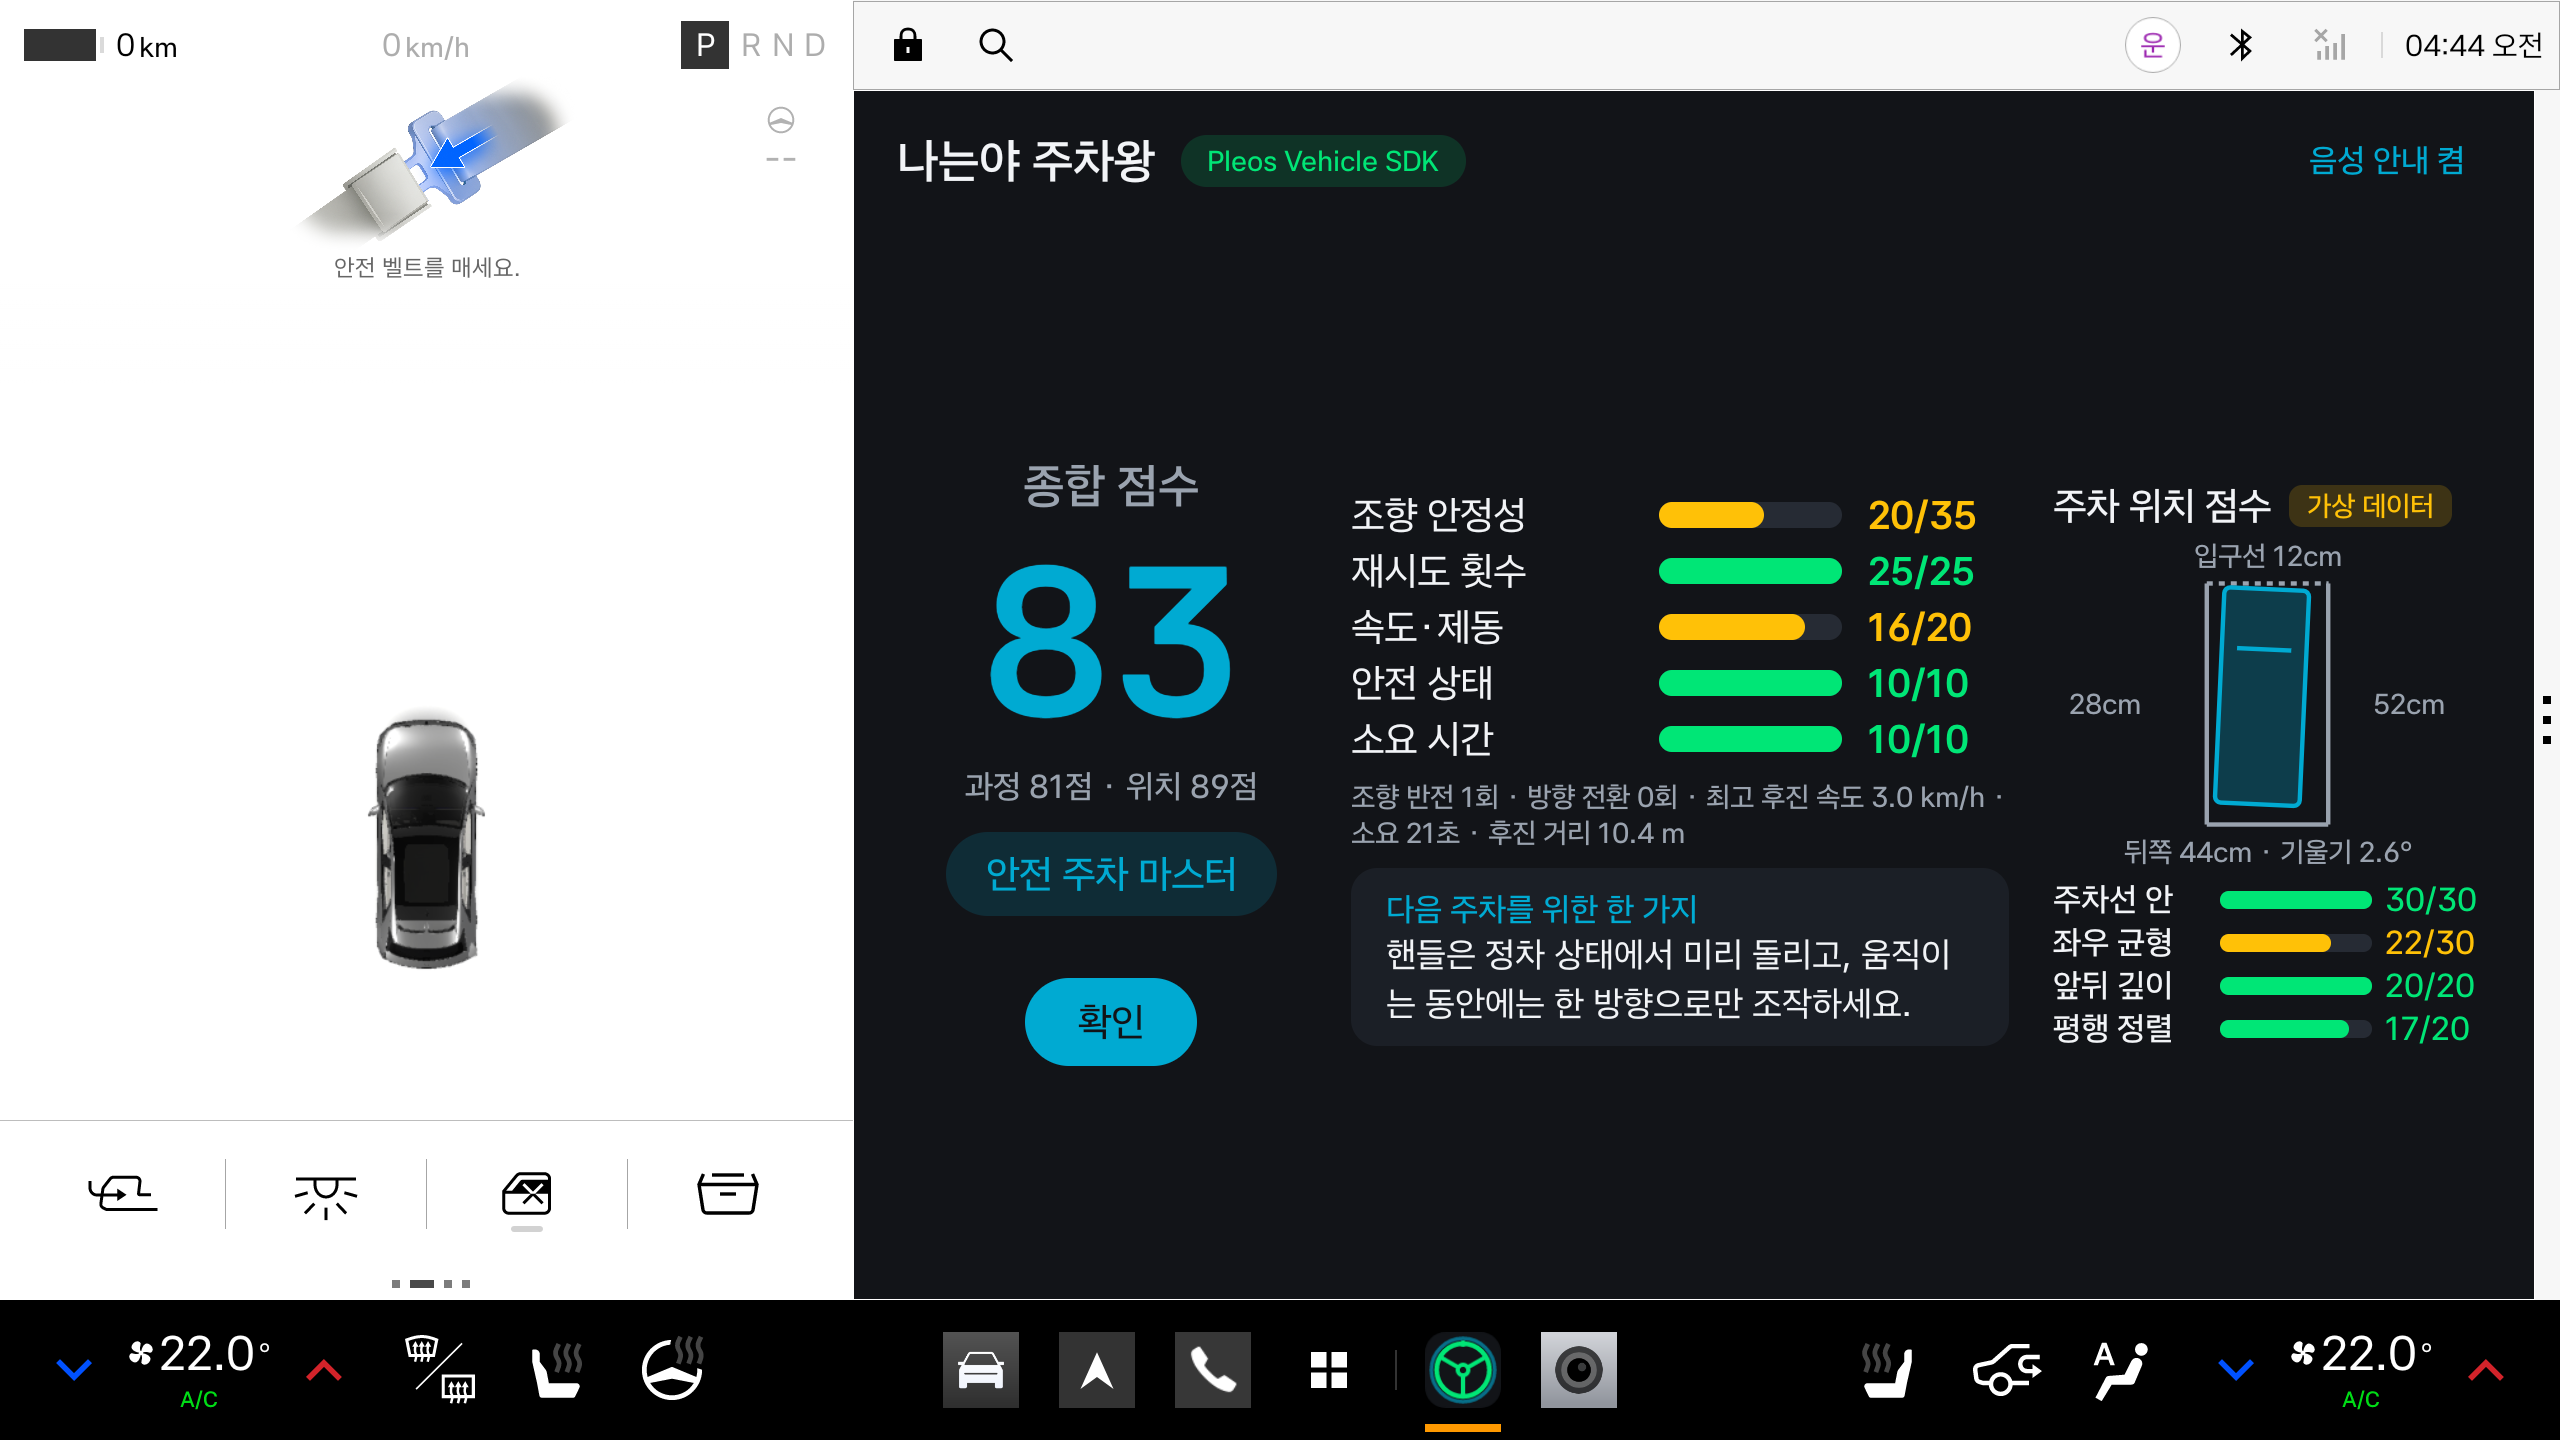 0 km
0 km/h
P R N D
안전 벨트를 매세요.
--
운
04:44 오전
나는야 주차왕
Pleos Vehicle SDK
음성 안내 켬
종합 점수
83
과정 81점 · 위치 89점
안전 주차 마스터
확인
조향 안정성 20/35
재시도 횟수 25/25
속도·제동 16/20
안전 상태 10/10
소요 시간 10/10
조향 반전 1회 · 방향 전환 0회 · 최고 후진 속도 3.0 km/h ·
소요 21초 · 후진 거리 10.4 m
다음 주차를 위한 한 가지
핸들은 정차 상태에서 미리 돌리고, 움직이
는 동안에는 한 방향으로만 조작하세요.
주차 위치 점수 가상 데이터
입구선 12cm
28cm 52cm
뒤쪽 44cm · 기울기 2.6°
주차선 안 30/30
좌우 균형 22/30
앞뒤 깊이 20/20
평행 정렬 17/20
22.0°
A/C
A
22.0°
A/C